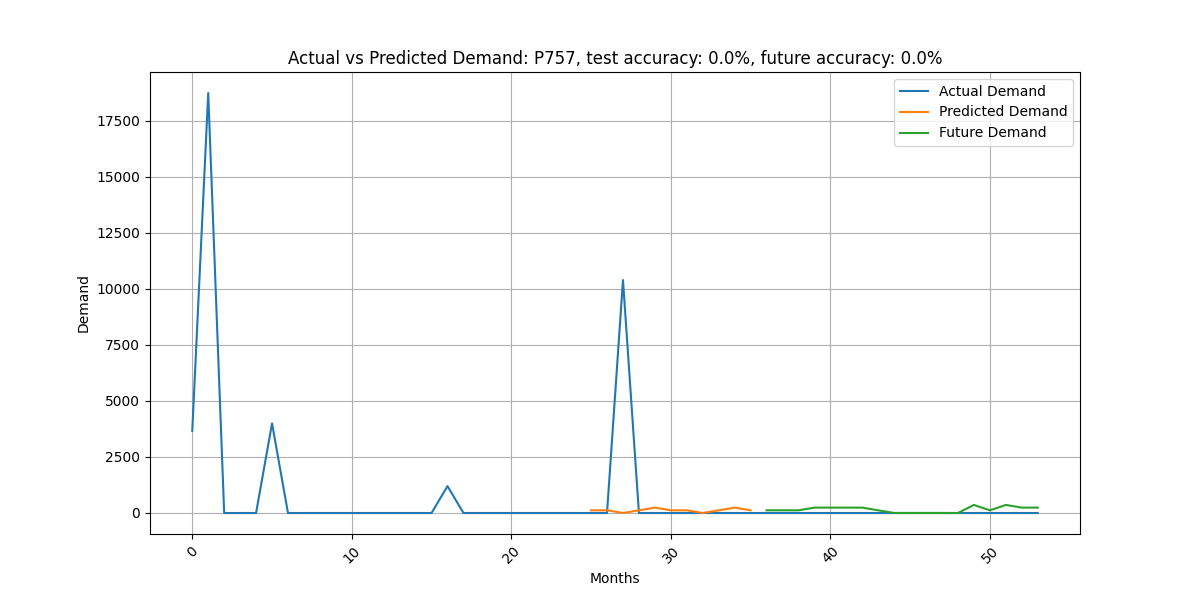 Actual vs Predicted Demand: P757, test accuracy: 0.0%, future accuracy: 0.0%
Actual Demand
Predicted Demand
Future Demand
17500
15000
12500
10000
7500
5000
2500
0
Demand
0
10
20
30
40
50
Months